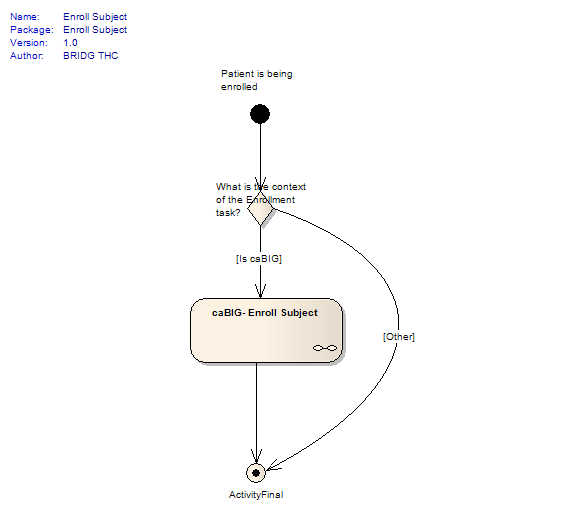 Name: Enroll Subject
Package: Enroll Subject
Version: 1.0
Author: BRIDG THC
Patient is being
enrolled
What is the context
of the Enrollment
task?
[Is caBIG]
caBIG- Enroll Subject
[Other]
ActivityFinal